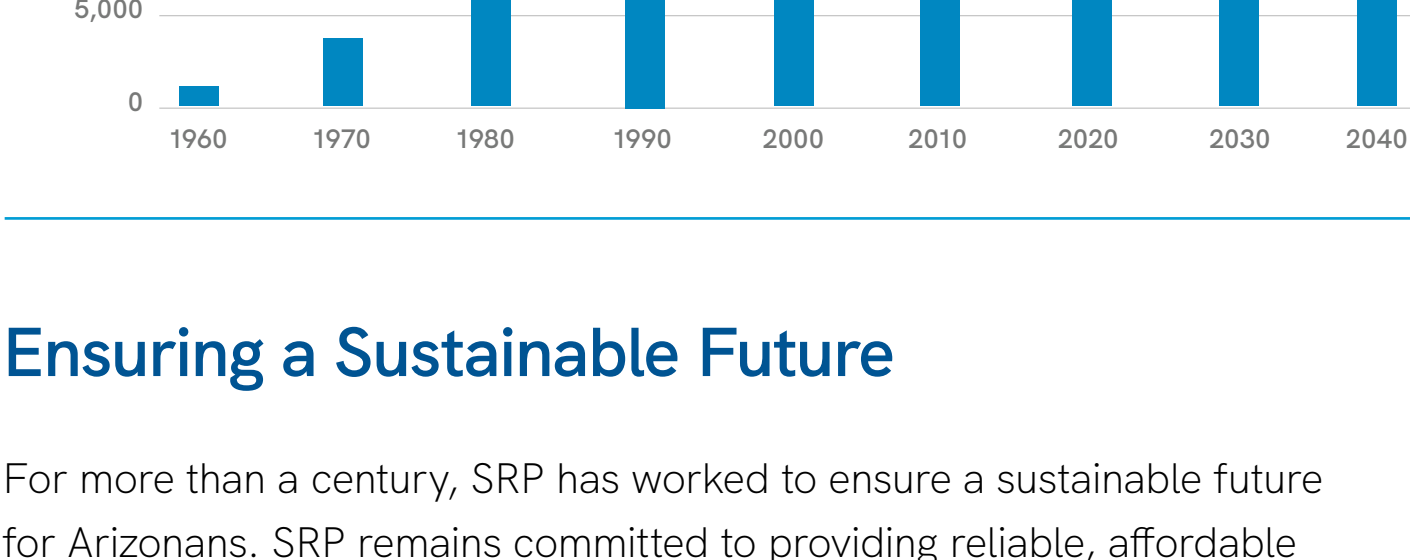 5,000
0
1960 1970 1980 1990 2000 2010 2020 2030 2040
Ensuring a Sustainable Future
For more than a century, SRP has worked to ensure a sustainable future
for Arizonans. SRP remains committed to providing reliable, affordable